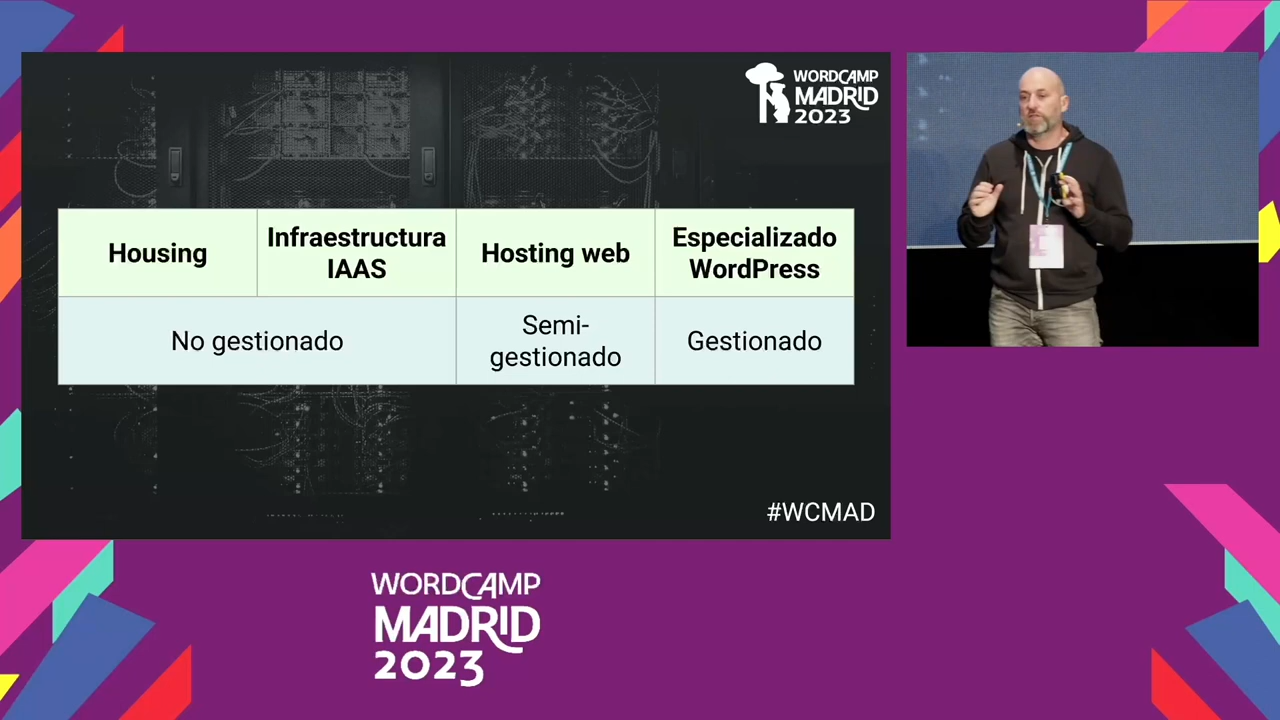 WORDCAMP
MADRID
2023
Housing
Infraestructura
IAAS
Hosting web
Especializado
WordPress
No gestionado
Semi-
gestionado
Gestionado
#WCMAD
WORDCAMP
MADRID
2023